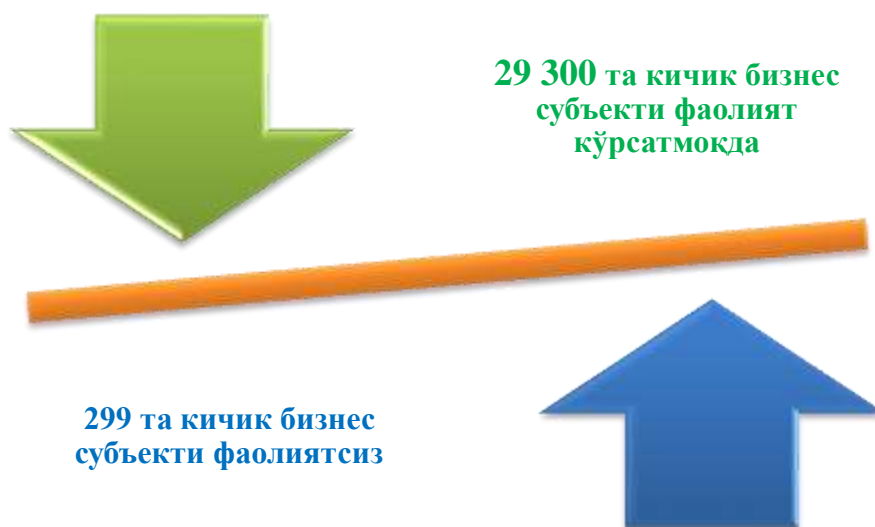 29 300 та кичик бизнес
субъекти фаолият
кўрсатмоқда
299 та кичик бизнес
субъекти фаолиятсиз